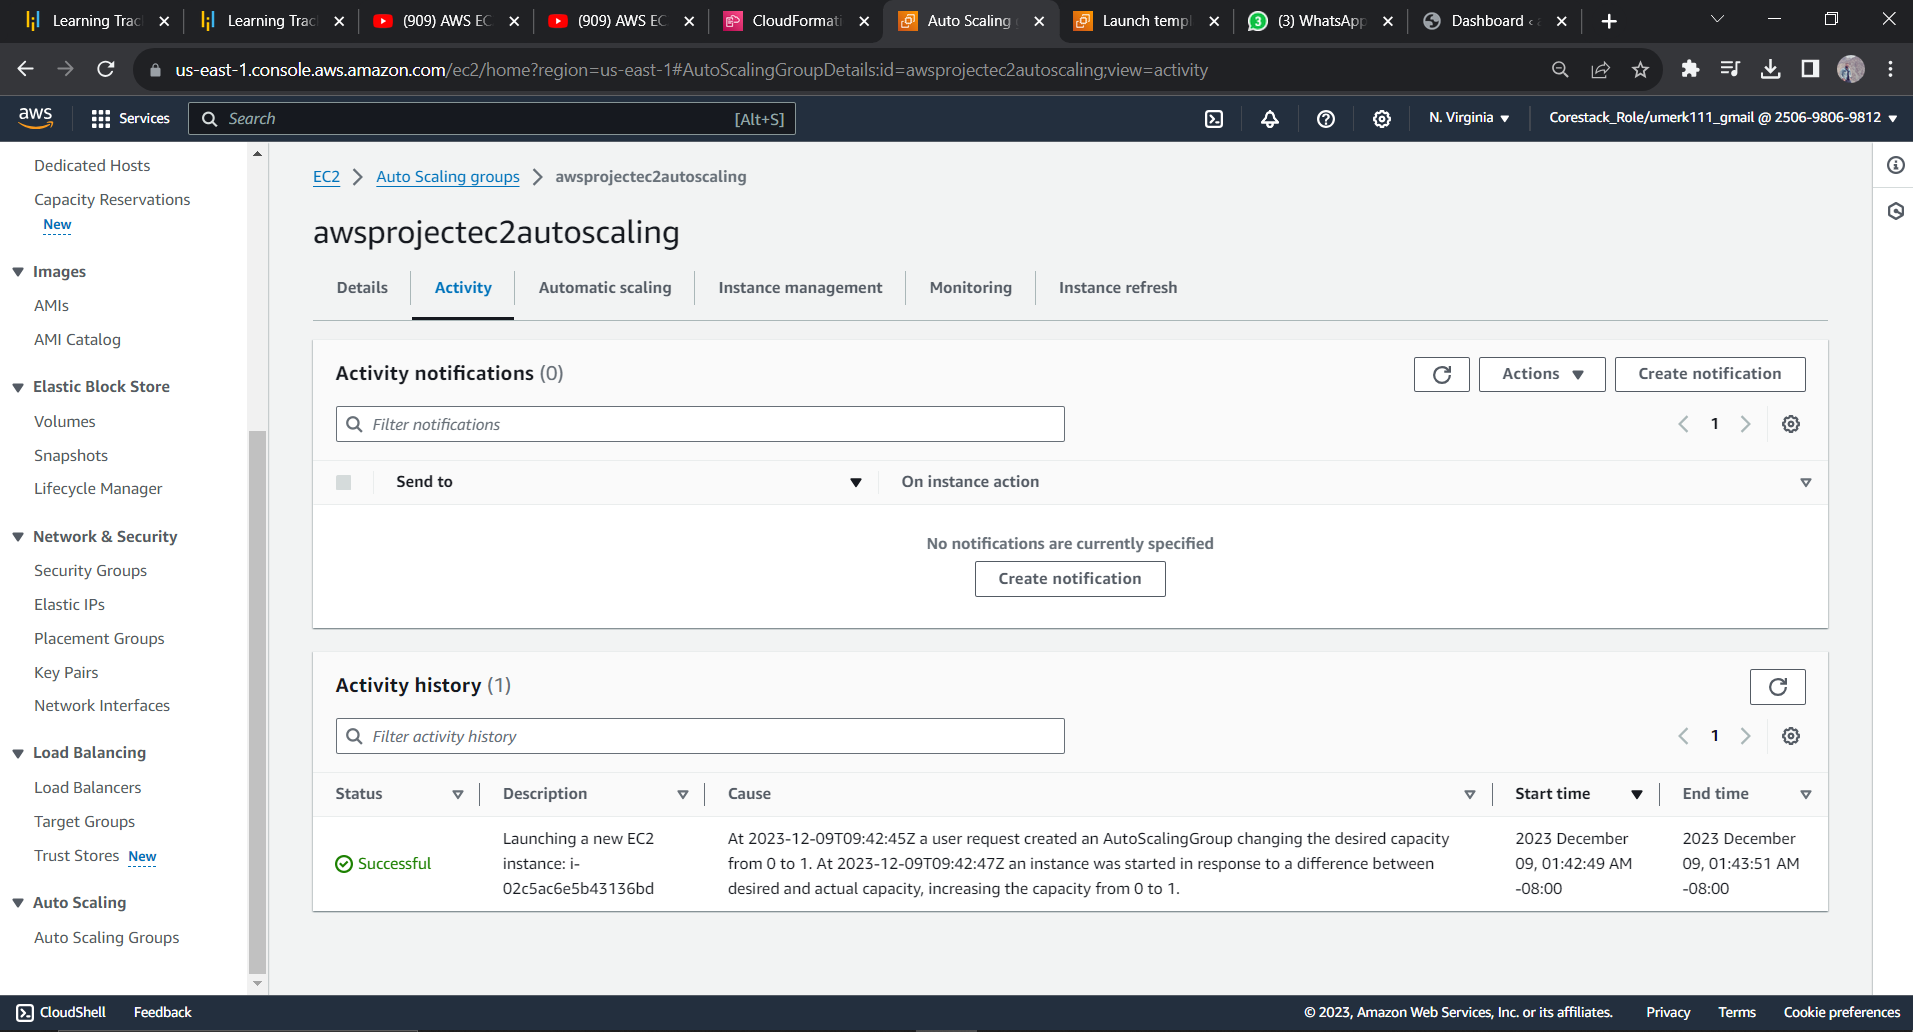 Learning Trac
Learning Trac
(909) AWS EC
(909) AWS EC
CloudFormati
Auto Scaling
Launch templ
(3) WhatsApp
Dashboard ‹
us-east-1.console.aws.amazon.com/ec2/home?region=us-east-1#AutoScalingGroupDetails:id=awsprojectec2autoscaling;view=activity
aws
Services
Search
[Alt+S]
N. Virginia
Corestack_Role/umerk111_gmail @ 2506-9806-9812
Dedicated Hosts
Capacity Reservations
New
Images
AMIs
AMI Catalog
Elastic Block Store
Volumes
Snapshots
Lifecycle Manager
Network & Security
Security Groups
Elastic IPs
Placement Groups
Key Pairs
Network Interfaces
Load Balancing
Load Balancers
Target Groups
Trust Stores New
Auto Scaling
Auto Scaling Groups
EC2 > Auto Scaling groups > awsprojectec2autoscaling
awsprojectec2autoscaling
Details
Activity
Automatic scaling
Instance management
Monitoring
Instance refresh
Activity notifications (0)
Actions
Create notification
Filter notifications
1
Send to
On instance action
No notifications are currently specified
Create notification
Activity history (1)
Filter activity history
1
Status
Description
Cause
Start time
End time
Successful
Launching a new EC2
instance: i-
02c5ac6e5b43136bd
At 2023-12-09T09:42:45Z a user request created an AutoScalingGroup changing the desired capacity
from 0 to 1. At 2023-12-09T09:42:47Z an instance was started in response to a difference between
desired and actual capacity, increasing the capacity from 0 to 1.
2023 December
09, 01:42:49 AM
-08:00
2023 December
09, 01:43:51 AM
-08:00
CloudShell
Feedback
© 2023, Amazon Web Services, Inc. or its affiliates.
Privacy
Terms
Cookie preferences